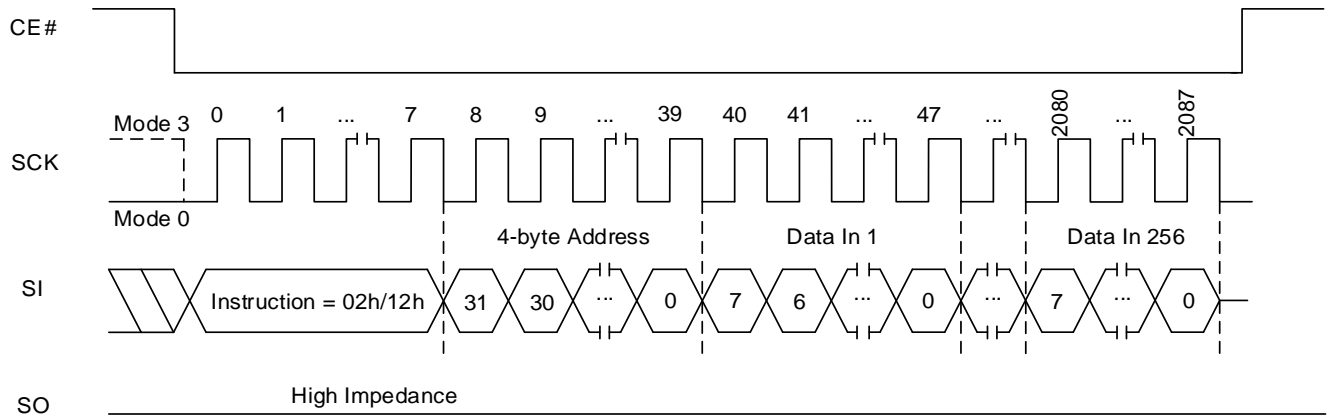 CE#
0 1 ... 7 8 9 ... 39 40 41 ... 47 ... 2080 ... 2087
Mode 3
SCK
Mode 0
4-byte Address Data In 1 Data In 256
SI
Instruction = 02h/12h 31 30 ... 0 7 6 ... 0 ... 7 ... 0
High Impedance
SO